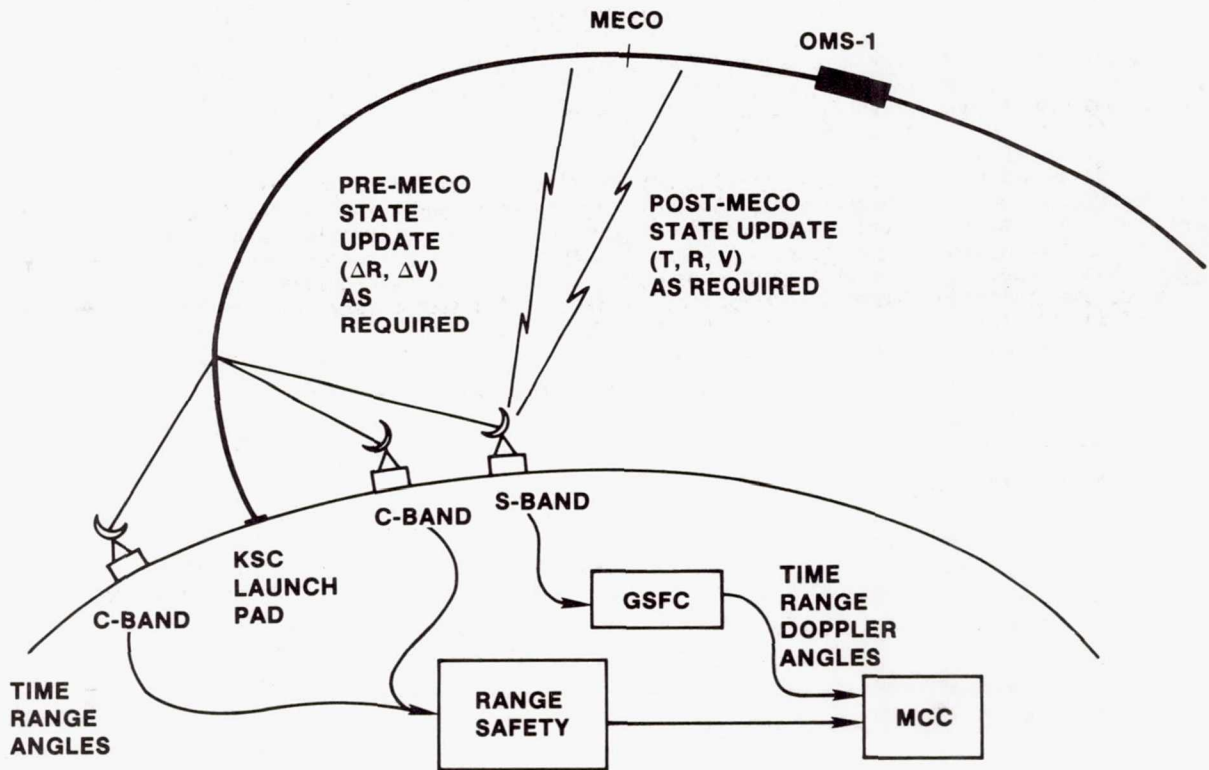 MECO
OMS-1
PRE-MECO
STATE
UPDATE
(ΔR, ΔV)
AS
REQUIRED
POST-MECO
STATE UPDATE
(T, R, V)
AS REQUIRED
C-BAND
KSC
LAUNCH
PAD
C-BAND
S-BAND
GSFC
TIME
RANGE
DOPPLER
ANGLES
TIME
RANGE
ANGLES
RANGE
SAFETY
MCC